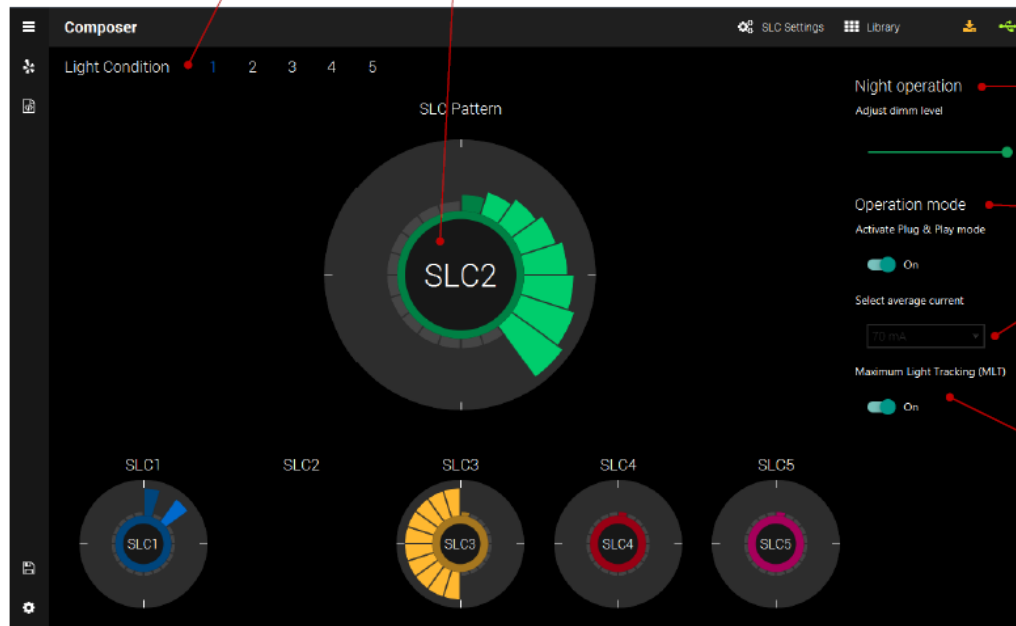 Composer
SLC Settings
Library
Light Condition 1 2 3 4 5
Night operation
Adjust dimm level
SLC Pattern
SLC2
Operation mode
Activate Plug & Play mode
On
Select average current
70 mA
Maximum Light Tracking (MLT)
On
SLC1 SLC2 SLC3 SLC4 SLC5
SLC1 SLC3 SLC4 SLC5